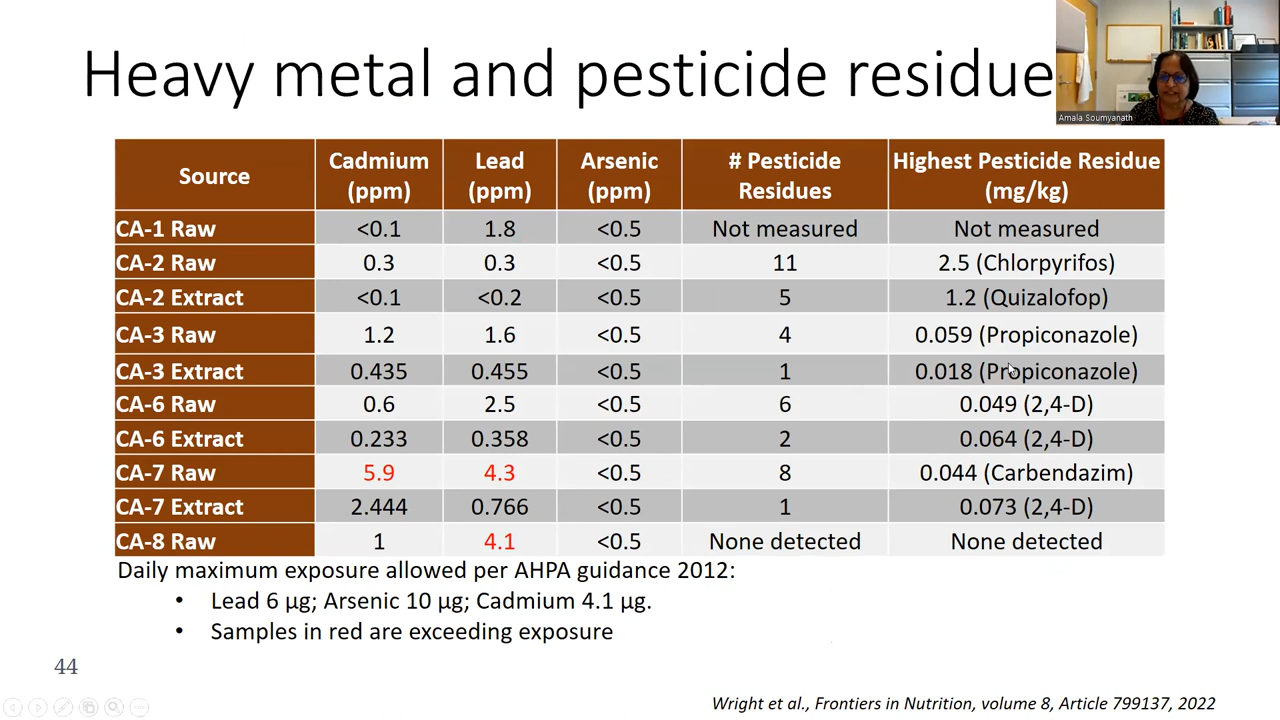 Heavy metal and pesticide residue
Amala Soumyanath
Source Cadmium (ppm) Lead (ppm) Arsenic (ppm) # Pesticide Residues Highest Pesticide Residue (mg/kg)
CA-1 Raw <0.1 1.8 <0.5 Not measured Not measured
CA-2 Raw 0.3 0.3 <0.5 11 2.5 (Chlorpyrifos)
CA-2 Extract <0.1 <0.2 <0.5 5 1.2 (Quizalofop)
CA-3 Raw 1.2 1.6 <0.5 4 0.059 (Propiconazole)
CA-3 Extract 0.435 0.455 <0.5 1 0.018 (Propiconazole)
CA-6 Raw 0.6 2.5 <0.5 6 0.049 (2,4-D)
CA-6 Extract 0.233 0.358 <0.5 2 0.064 (2,4-D)
CA-7 Raw 5.9 4.3 <0.5 8 0.044 (Carbendazim)
CA-7 Extract 2.444 0.766 <0.5 1 0.073 (2,4-D)
CA-8 Raw 1 4.1 <0.5 None detected None detected
Daily maximum exposure allowed per AHPA guidance 2012:
• Lead 6 µg; Arsenic 10 µg; Cadmium 4.1 µg.
• Samples in red are exceeding exposure
44
Wright et al., Frontiers in Nutrition, volume 8, Article 799137, 2022